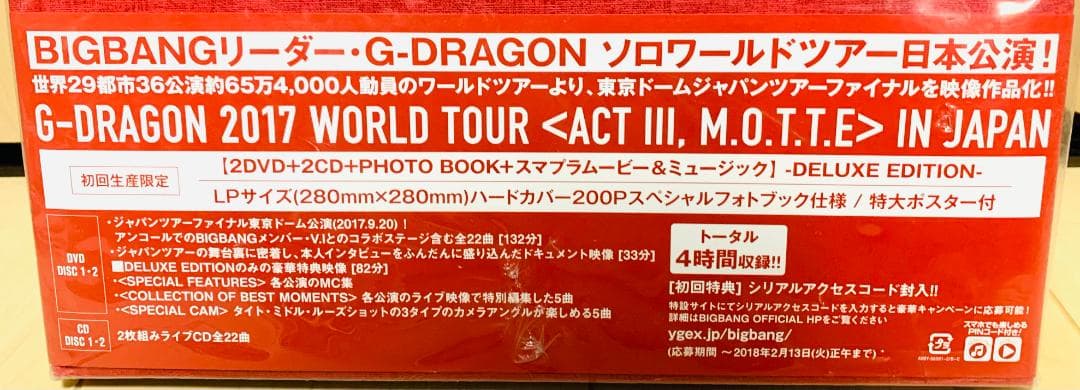 BIGBANGリーダー・G-DRAGON ソロワールドツアー日本公演！
世界29都市36公演約65万4,000人動員のワールドツアーより、東京ドームジャパンツアーファイナルを映像作品化!!
G-DRAGON 2017 WORLD TOUR <ACT III, M.O.T.T.E> IN JAPAN
初回生産限定
【2DVD+2CD+PHOTO BOOK+スマプラムービー&ミュージック】-DELUXE EDITION-
LPサイズ(280mm×280mm)ハードカバー200Pスペシャルフォトブック仕様 / 特大ポスター付
DVD
DISC 1・2
・ジャパンツアーファイナル東京ドーム公演(2017.9.20)！
アンコールでのBIGBANGメンバー・V.Iとのコラボステージ含む全22曲 [132分]
・ジャパンツアーの舞台裏に密着し、本人インタビューをふんだんに盛り込んだドキュメント映像 [33分]
■DELUXE EDITIONのみの豪華特典映像 [82分]
・<SPECIAL FEATURES> 各公演のMC集
・<COLLECTION OF BEST MOMENTS> 各公演のライブ映像で特別編集した5曲
・<SPECIAL CAM> タイト・ミドル・ルーズショットの3タイプのカメラアングルが楽しめる5曲
CD
DISC 1・2
2枚組みライブCD全22曲
トータル
4時間収録!!
[初回特典] シリアルアクセスコード封入!!
特設サイトにてシリアルアクセスコードを入力すると豪華キャンペーンに応募可能！
詳細はBIGBANG OFFICIAL HPをご覧ください
ygex.jp/bigbang/
(応募期間 ～2018年2月13日(火)正午まで)
スマホでも楽しめる
PINコード付き！